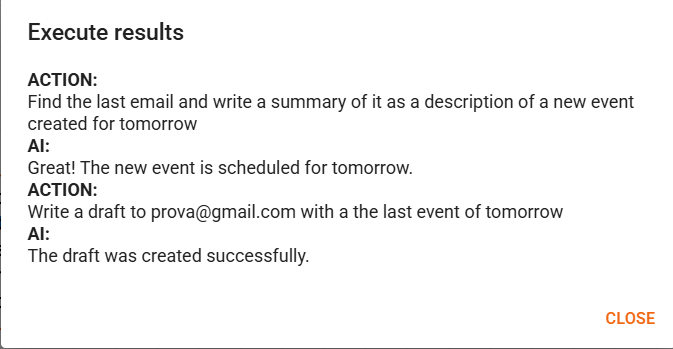 Execute results
ACTION:
Find the last email and write a summary of it as a description of a new event
created for tomorrow
AI:
Great! The new event is scheduled for tomorrow.
ACTION:
Write a draft to prova@gmail.com with a the last event of tomorrow
AI:
The draft was created successfully.
CLOSE